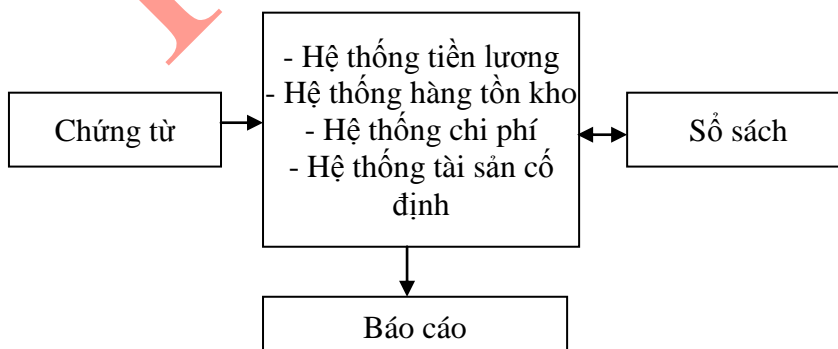 - Hệ thống tiền lương
- Hệ thống hàng tồn kho
- Hệ thống chi phí
- Hệ thống tài sản cố
định
Chứng từ
Sổ sách
Báo cáo